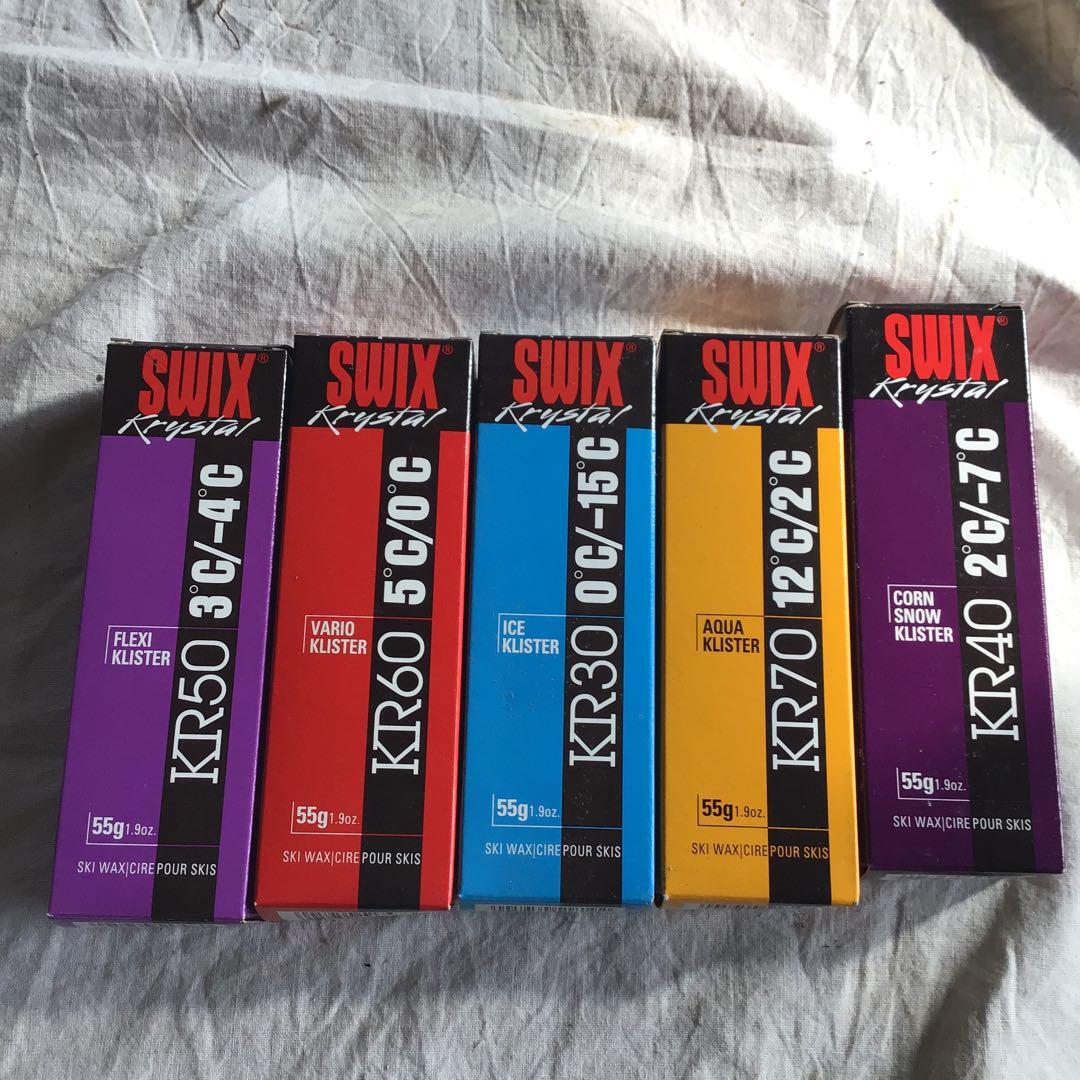 SWIX®
Krystal
KR50 3°C/-4°C
FLEXI
KLISTER
55g 1.9oz.
SKI WAX|CIRE POUR SKIS
SWIX®
Krystal
KR60 5°C/0°C
VARIO
KLISTER
55g 1.9oz.
SKI WAX|CIRE POUR SKIS
SWIX®
Krystal
KR30 0°C/-15°C
ICE
KLISTER
55g 1.9oz.
SKI WAX|CIRE POUR SKIS
SWIX®
Krystal
KR70 12°C/2°C
AQUA
KLISTER
55g 1.9oz.
SKI WAX|CIRE POUR SKIS
SWIX®
Krystal
KR40 2°C/-7°C
CORN
SNOW
KLISTER
55g 1.9oz.
SKI WAX|CIRE POUR SKIS